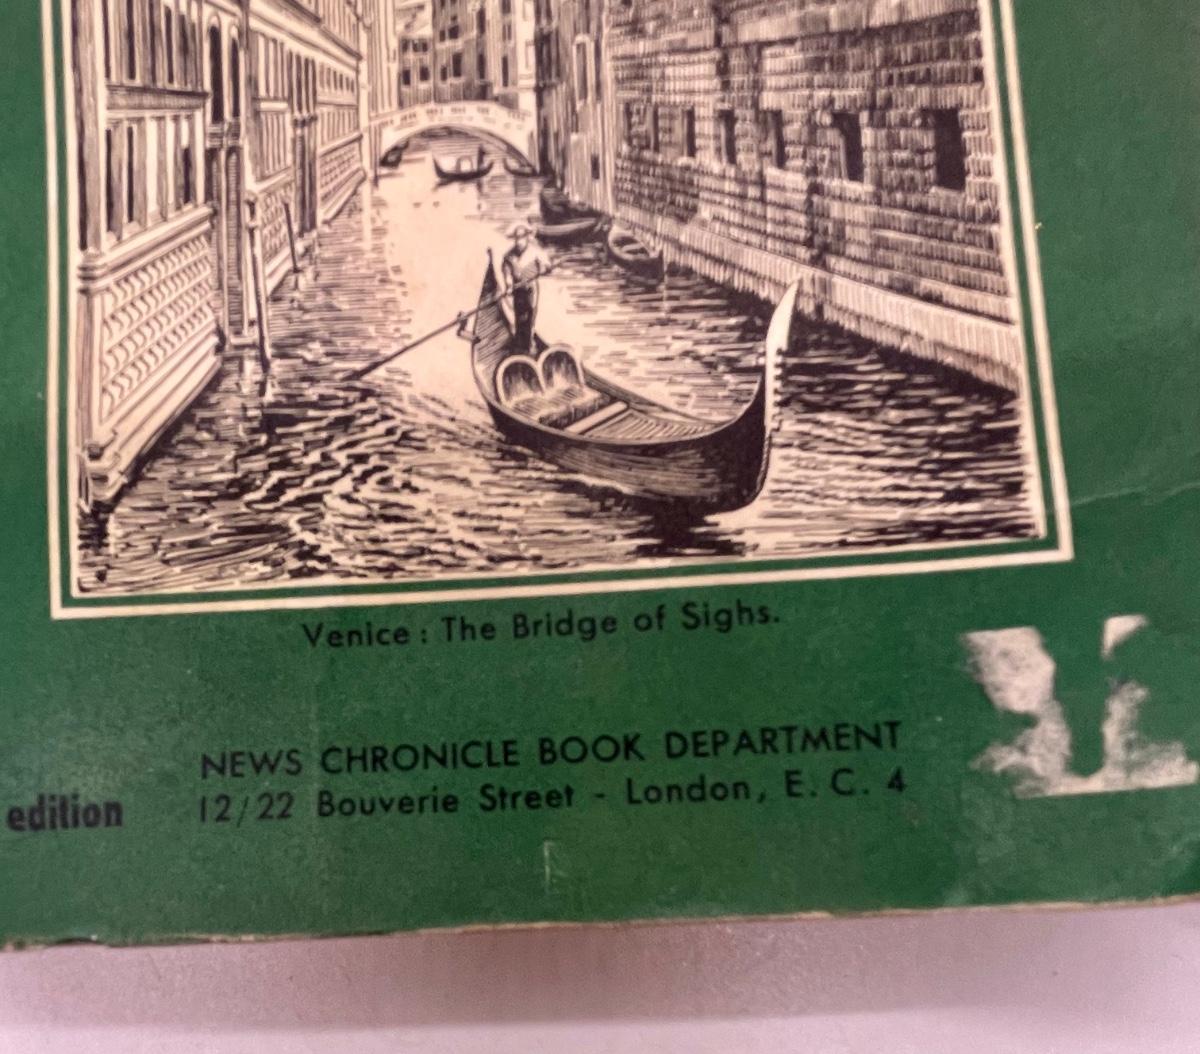 Venice : The Bridge of Sighs.
NEWS CHRONICLE BOOK DEPARTMENT
edition 12/22 Bouverie Street - London, E. C. 4